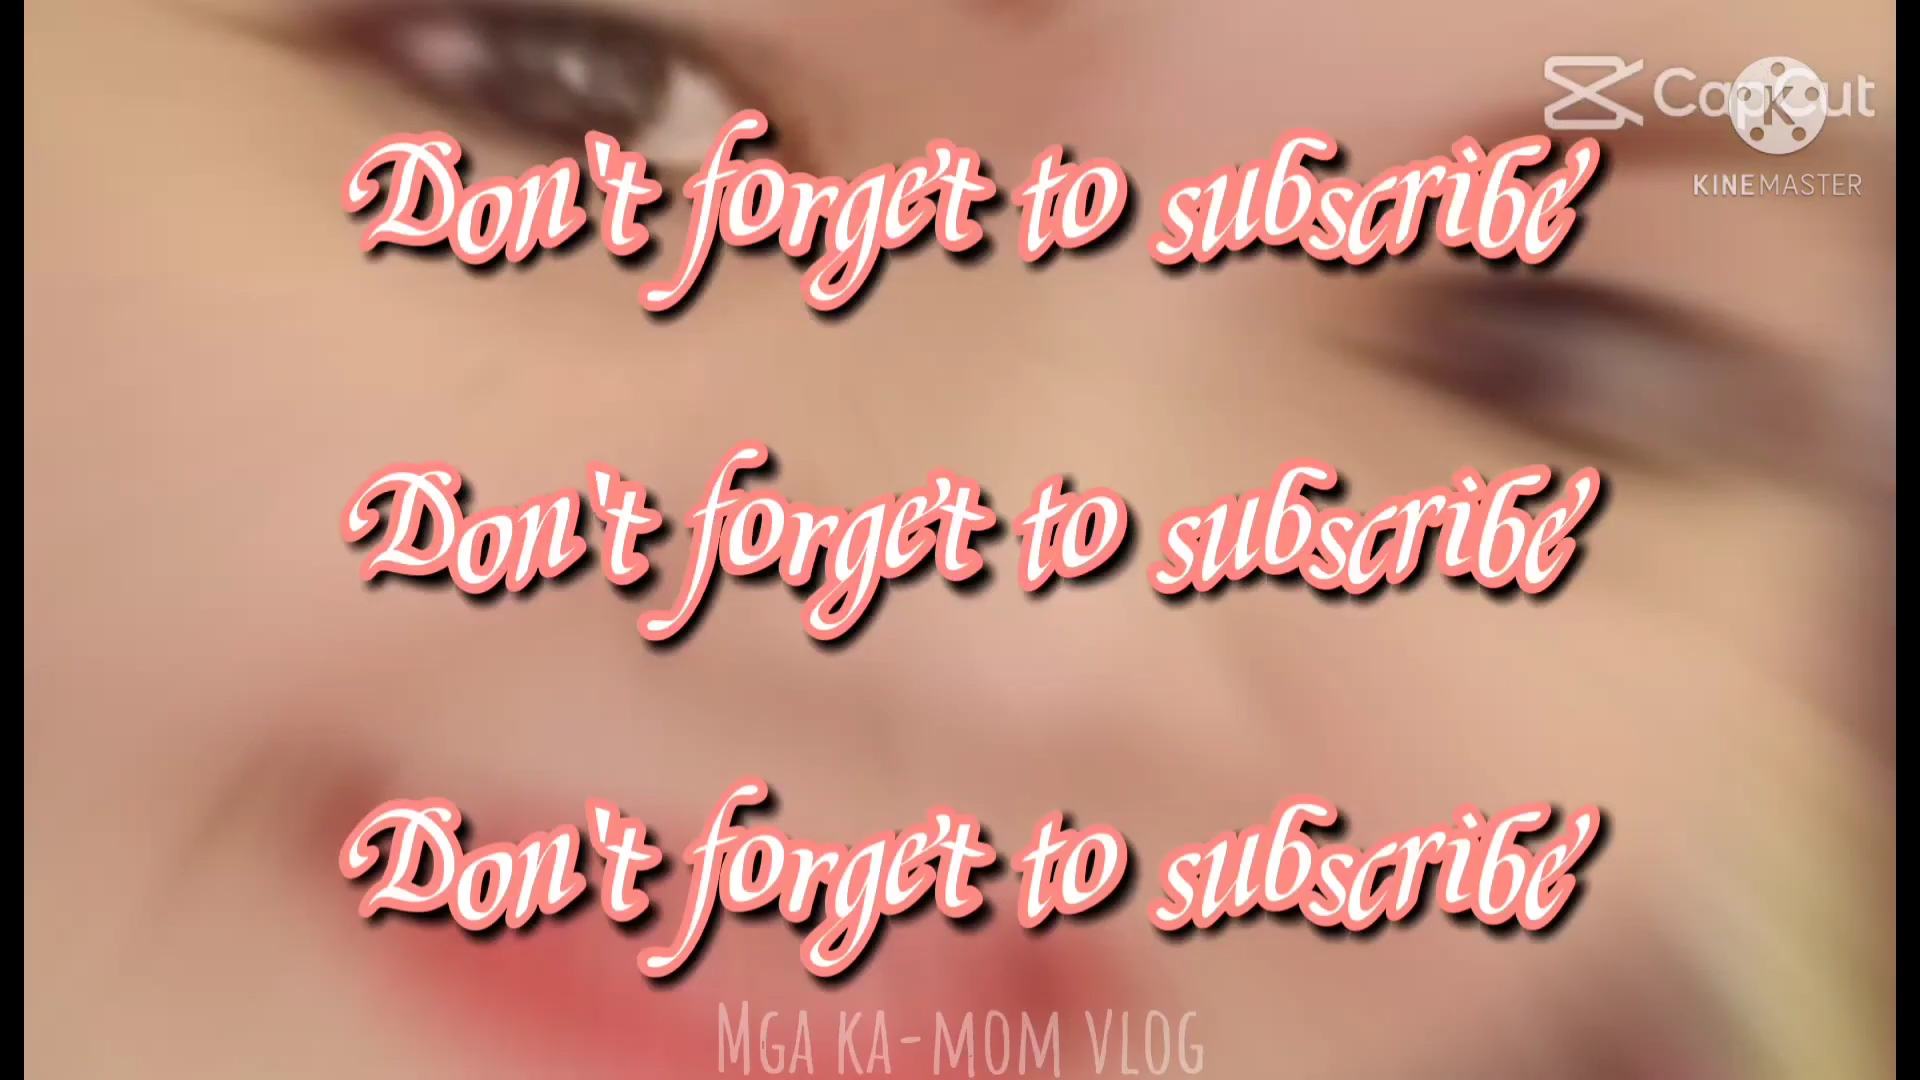 CapCut
K
KINEMASTER
Don't forget to subscribe
Don't forget to subscribe
Don't forget to subscribe
MGA KA-MOM VLOG